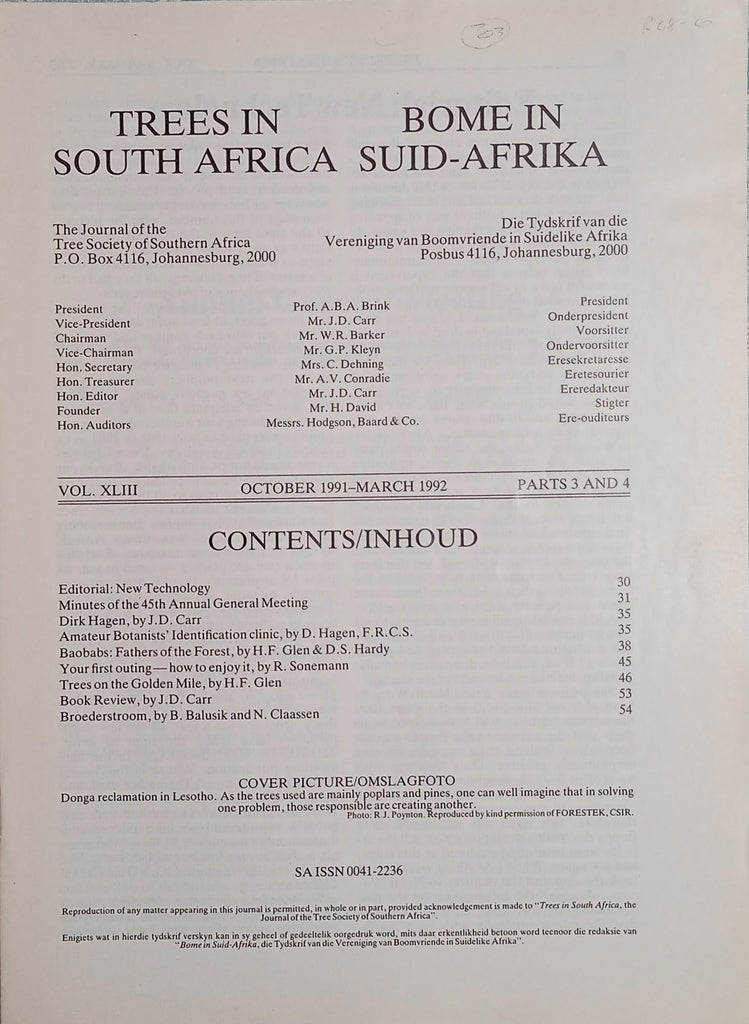 303
TREES IN
SOUTH AFRICA
BOME IN
SUID-AFRIKA
The Journal of the
Tree Society of Southern Africa
P.O. Box 4116, Johannesburg, 2000
Die Tydskrif van die
Vereniging van Boomvriende in Suidelike Afrika
Posbus 4116, Johannesburg, 2000
President Prof. A.B.A. Brink President
Vice-President Mr. J.D. Carr Onderpresident
Chairman Mr. W.R. Barker Voorsitter
Vice-Chairman Mr. G.P. Kleyn Ondervoorsitter
Hon. Secretary Mrs. C. Dehning Eresekretaresse
Hon. Treasurer Mr. A.V. Conradie Eretesourier
Hon. Editor Mr. J.D. Carr Ereredakteur
Founder Mr. H. David Stigter
Hon. Auditors Messrs. Hodgson, Baard & Co. Ere-ouditeurs
VOL. XLIII OCTOBER 1991–MARCH 1992 PARTS 3 AND 4
CONTENTS/INHOUD
Editorial: New Technology 30
Minutes of the 45th Annual General Meeting 31
Dirk Hagen, by J.D. Carr 35
Amateur Botanists' Identification clinic, by D. Hagen, F.R.C.S. 35
Baobabs: Fathers of the Forest, by H.F. Glen & D.S. Hardy 38
Your first outing — how to enjoy it, by R. Sonemann 45
Trees on the Golden Mile, by H.F. Glen 46
Book Review, by J.D. Carr 53
Broederstroom, by B. Balusik and N. Claassen 54
COVER PICTURE/OMSLAGFOTO
Donga reclamation in Lesotho. As the trees used are mainly poplars and pines, one can well imagine that in solving
one problem, those responsible are creating another.
Photo: R.J. Poynton. Reproduced by kind permission of FORESTEK, CSIR.
SA ISSN 0041-2236
Reproduction of any matter appearing in this journal is permitted, in whole or in part, provided acknowledgement is made to "Trees in South Africa, the
Journal of the Tree Society of Southern Africa".
Enigiets wat in hierdie tydskrif verskyn kan in sy geheel of gedeeltelik oorgedruk word, mits daar erkentlikheid betoon word teenoor die redaksie van
"Bome in Suid-Afrika, die Tydskrif van die Vereniging van Boomvriende in Suidelike Afrika".